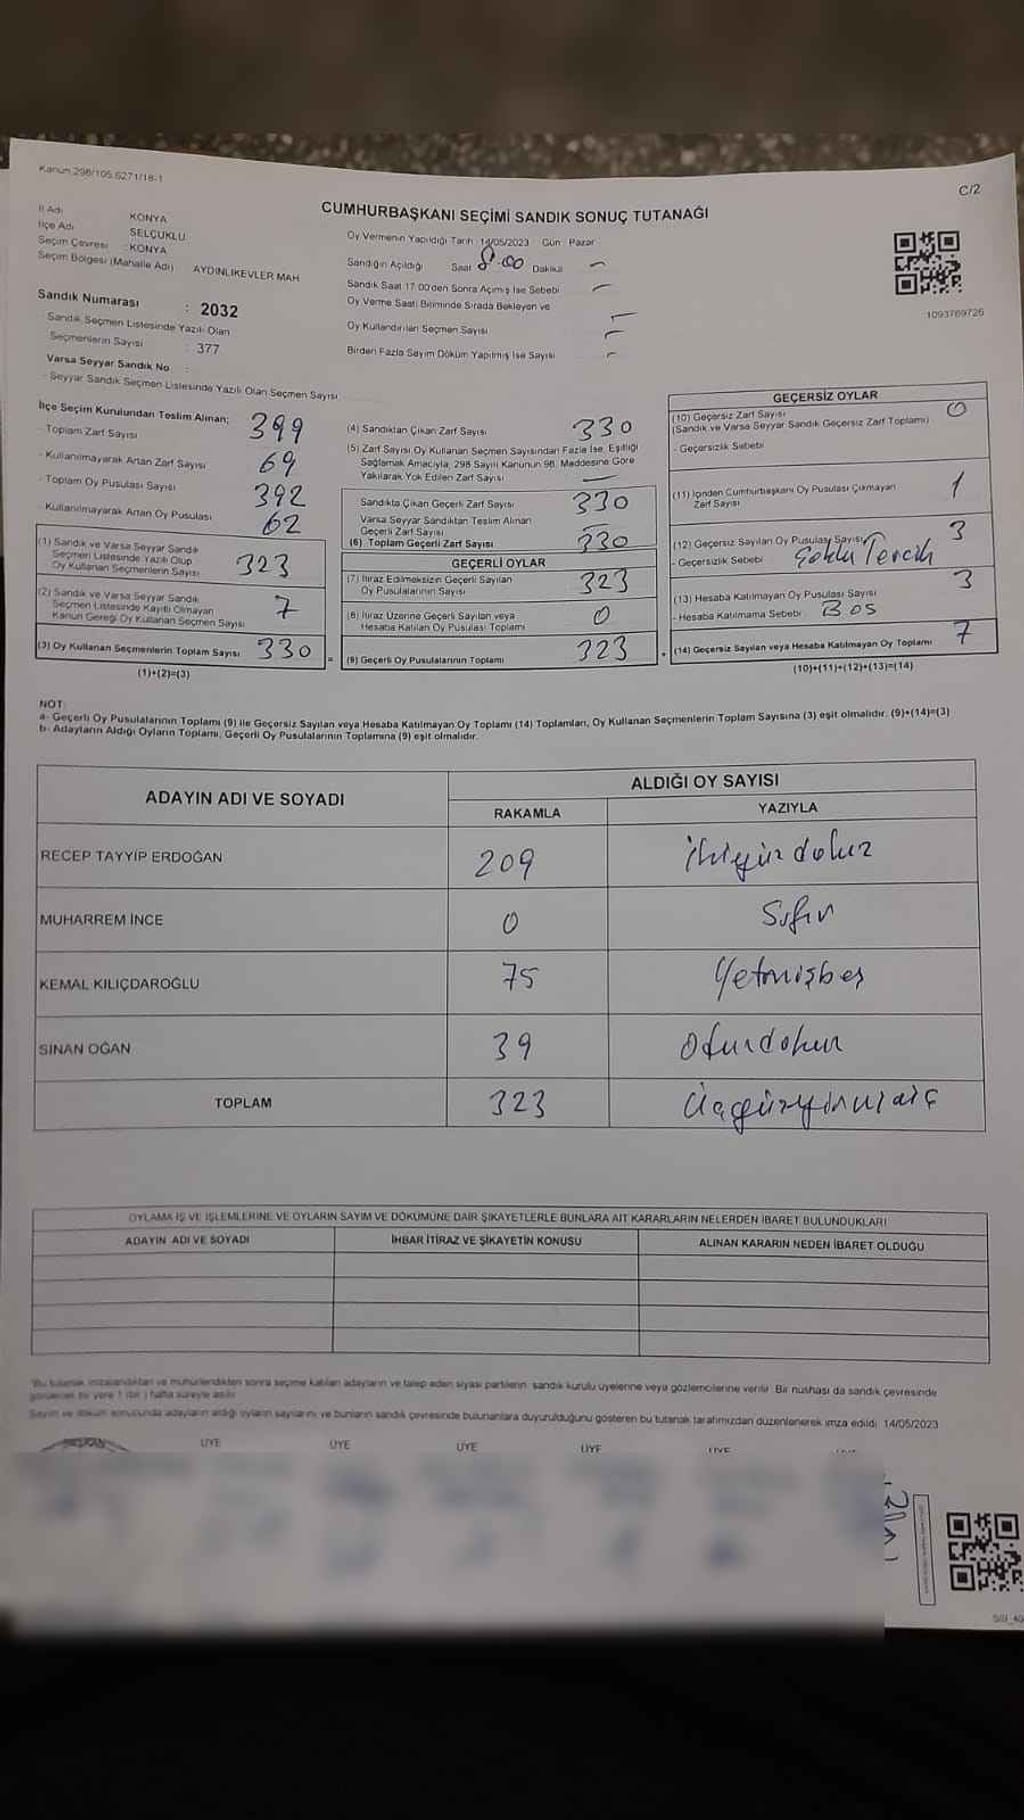 Kanun 298/105.6271/18-1
C/2
CUMHURBAŞKANI SEÇİMİ SANDIK SONUÇ TUTANAĞI
İl Adı KONYA
İlçe Adı SELÇUKLU
Seçim Çevresi : KONYA
Seçim Bölgesi (Mahalle Adı) AYDINLIKEVLER MAH
Sandık Numarası : 2032
Sandık Seçmen Listesinde Yazılı Olan
Seçmenlerin Sayısı : 377
Varsa Seyyar Sandık No :
- Seyyar Sandık Seçmen Listesinde Yazılı Olan Seçmen Sayısı
Oy Vermenin Yapıldığı Tarih : 14/05/2023 Gün : Pazar
Sandığın Açıldığı Saat 8.00 Dakika -
Sandık Saat 17:00'den Sonra Açımış İse Sebebi -
Oy Verme Saati Bitiminde Sırada Bekleyen ve
Oy Kullandırılan Seçmen Sayısı -
Birden Fazla Sayım Döküm Yapılmış İse Sayısı -
1093769726
İlçe Seçim Kurulundan Teslim Alınan;
- Toplam Zarf Sayısı 399
- Kullanılmayarak Artan Zarf Sayısı 69
- Toplam Oy Pusulası Sayısı 392
- Kullanılmayarak Artan Oy Pusulası 62
(1) Sandık ve Varsa Seyyar Sandık
Seçmen Listesinde Yazılı Olup
Oy Kullanan Seçmenlerin Sayısı 323
(2) Sandık ve Varsa Seyyar Sandık
Seçmen Listesinde Kayıtlı Olmayan
Kanun Gereği Oy Kullanan Seçmen Sayısı 7
(3) Oy Kullanan Seçmenlerin Toplam Sayısı 330
(1)+(2)=(3)
(4) Sandıktan Çıkan Zarf Sayısı 330
(5) Zarf Sayısı Oy Kullanan Seçmen Sayısından Fazla İse, Eşitliği
Sağlamak Amacıyla, 298 Sayılı Kanunun 98. Maddesine Göre
Yakılarak Yok Edilen Zarf Sayısı -
Sandıkta Çıkan Geçerli Zarf Sayısı 330
Varsa Seyyar Sandıktan Teslim Alınan
Geçerli Zarf Sayısı -
(6) Toplam Geçerli Zarf Sayısı 330
GEÇERLİ OYLAR
(7) İtiraz Edilmeksizin Geçerli Sayılan
Oy Pusulalarının Sayısı 323
(8) İtiraz Üzerine Geçerli Sayılan veya
Hesaba Katılan Oy Pusulası Toplamı 0
(9) Geçerli Oy Pusulalarının Toplamı 323
GEÇERSİZ OYLAR
(10) Geçersiz Zarf Sayısı 0
(Sandık ve Varsa Seyyar Sandık Geçersiz Zarf Toplamı)
- Geçersizlik Sebebi
(11) İçinden Cumhurbaşkanı Oy Pusulası Çıkmayan
Zarf Sayısı 1
(12) Geçersiz Sayılan Oy Pusulası Sayısı 3
- Geçersizlik Sebebi Çoklu Tercih
(13) Hesaba Katılmayan Oy Pusulası Sayısı 3
- Hesaba Katılmama Sebebi BOS
(14) Geçersiz Sayılan veya Hesaba Katılmayan Oy Toplamı 7
(10)+(11)+(12)+(13)=(14)
NOT:
a- Geçerli Oy Pusulalarının Toplamı (9) ile Geçersiz Sayılan veya Hesaba Katılmayan Oy Toplamı (14) Toplamları, Oy Kullanan Seçmenlerin Toplam Sayısına (3) eşit olmalıdır. (9)+(14)=(3)
b- Adayların Aldığı Oyların Toplamı, Geçerli Oy Pusulalarının Toplamına (9) eşit olmalıdır.
ADAYIN ADI VE SOYADI ALDIĞI OY SAYISI
RAKAMLA YAZIYLA
RECEP TAYYİP ERDOĞAN 209 ikiyüz dokuz
MUHARREM İNCE 0 Sıfır
KEMAL KILIÇDAROĞLU 75 Yetmişbeş
SİNAN OĞAN 39 Otuzdokuz
TOPLAM 323 Üçyüzyirmiüç
OYLAMA İŞ VE İŞLEMLERİNE VE OYLARIN SAYIM VE DÖKÜMÜNE DAİR ŞİKAYETLERLE BUNLARA AİT KARARLARIN NELERDEN İBARET BULUNDUKLARI
ADAYIN ADI VE SOYADI İHBAR İTİRAZ VE ŞİKAYETİN KONUSU ALINAN KARARIN NEDEN İBARET OLDUĞU
Bu tutanak imzalandıktan ve mühürlendikten sonra seçime katılan adayların ve talep eden siyasi partilerin sandık kurulu üyelerine veya gözlemcilerine verilir. Bir nüshası da sandık çevresinde
görülecek bir yere 1 (bir) hafta süreyle asılır.
Sayım ve döküm sonucunda adayların aldığı oyların sayılarını ve bunların sandık çevresinde bulunanlara duyurulduğunu gösteren bu tutanak tarafımızdan düzenlenerek imza edildi. 14/05/2023
BAŞKAN ÜYE ÜYE ÜYE ÜYE ÜYE